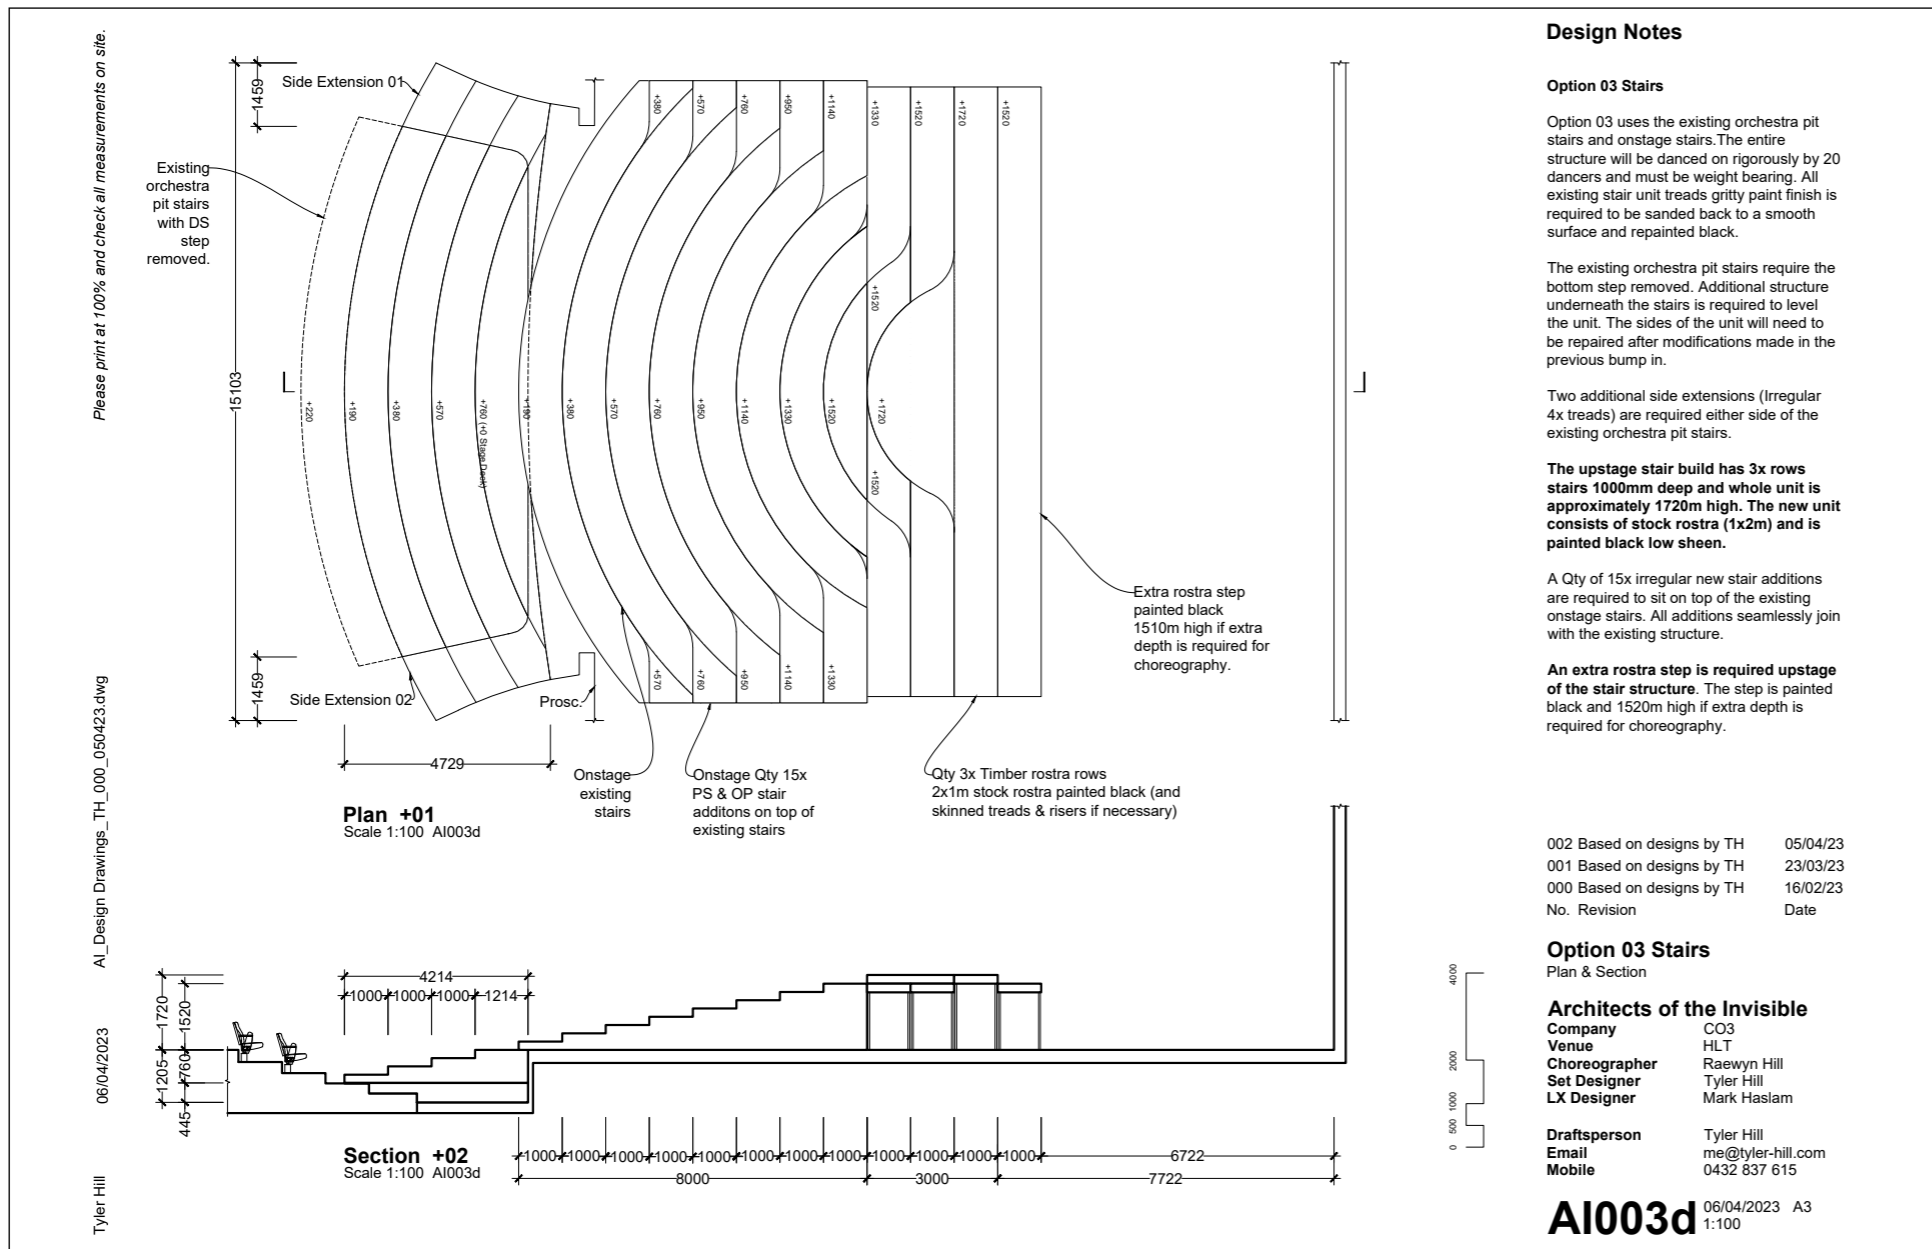 Please print at 100% and check all measurements on site.
AI_Design Drawings_TH_000_050423.dwg
06/04/2023
Tyler Hill
1459
15103
1459
Side Extension 01
Existing
orchestra
pit stairs
with DS
step
removed.
Side Extension 02
Prosc.
4729
+220
+190
+380
+570
+760 (+0 Stage Deck)
+190
+380
+570
+760
+950
+1140
+1330
+1520
+1720
+380
+570
+760
+950
+1140
+1330
+1520
+1720
+1520
+1520
+1520
+570
+760
+950
+1140
+1330
Extra rostra step
painted black
1510m high if extra
depth is required for
choreography.
Onstage
existing
stairs
Onstage Qty 15x
PS & OP stair
additons on top of
existing stairs
Qty 3x Timber rostra rows
2x1m stock rostra painted black (and
skinned treads & risers if necessary)
Plan +01
Scale 1:100 AI003d
4214
1000 1000 1000 1214
1720
1520
1205
760
445
1000 1000 1000 1000 1000 1000 1000 1000 1000 1000 1000 1000 6722
8000 3000 7722
Section +02
Scale 1:100 AI003d
4000
2000
1000
500
0
Design Notes
Option 03 Stairs
Option 03 uses the existing orchestra pit
stairs and onstage stairs.The entire
structure will be danced on rigorously by 20
dancers and must be weight bearing. All
existing stair unit treads gritty paint finish is
required to be sanded back to a smooth
surface and repainted black.
The existing orchestra pit stairs require the
bottom step removed. Additional structure
underneath the stairs is required to level
the unit. The sides of the unit will need to
be repaired after modifications made in the
previous bump in.
Two additional side extensions (Irregular
4x treads) are required either side of the
existing orchestra pit stairs.
The upstage stair build has 3x rows
stairs 1000mm deep and whole unit is
approximately 1720m high. The new unit
consists of stock rostra (1x2m) and is
painted black low sheen.
A Qty of 15x irregular new stair additions
are required to sit on top of the existing
onstage stairs. All additions seamlessly join
with the existing structure.
An extra rostra step is required upstage
of the stair structure. The step is painted
black and 1520m high if extra depth is
required for choreography.
002 Based on designs by TH 05/04/23
001 Based on designs by TH 23/03/23
000 Based on designs by TH 16/02/23
No. Revision Date
Option 03 Stairs
Plan & Section
Architects of the Invisible
Company CO3
Venue HLT
Choreographer Raewyn Hill
Set Designer Tyler Hill
LX Designer Mark Haslam
Draftsperson Tyler Hill
Email me@tyler-hill.com
Mobile 0432 837 615
AI003d 06/04/2023 A3
1:100